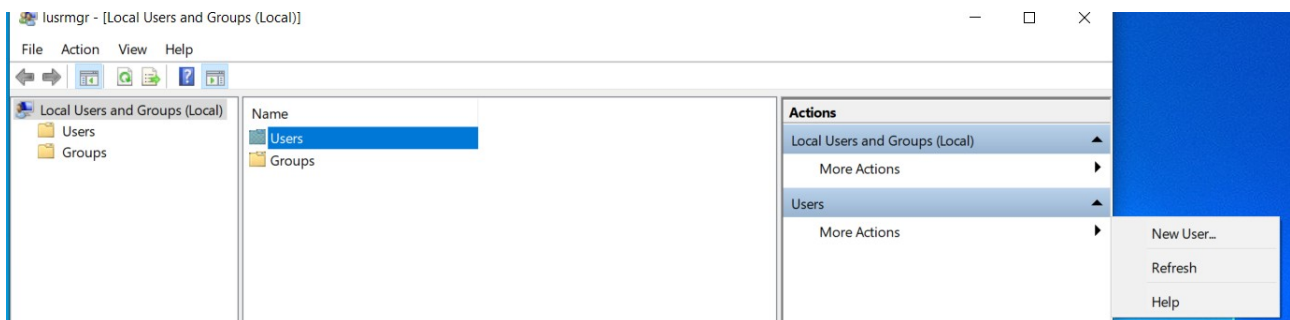 lusrmgr - [Local Users and Groups (Local)]
File Action View Help
Local Users and Groups (Local)
Users
Groups
Name
Users
Groups
Actions
Local Users and Groups (Local)
More Actions
Users
More Actions
New User...
Refresh
Help